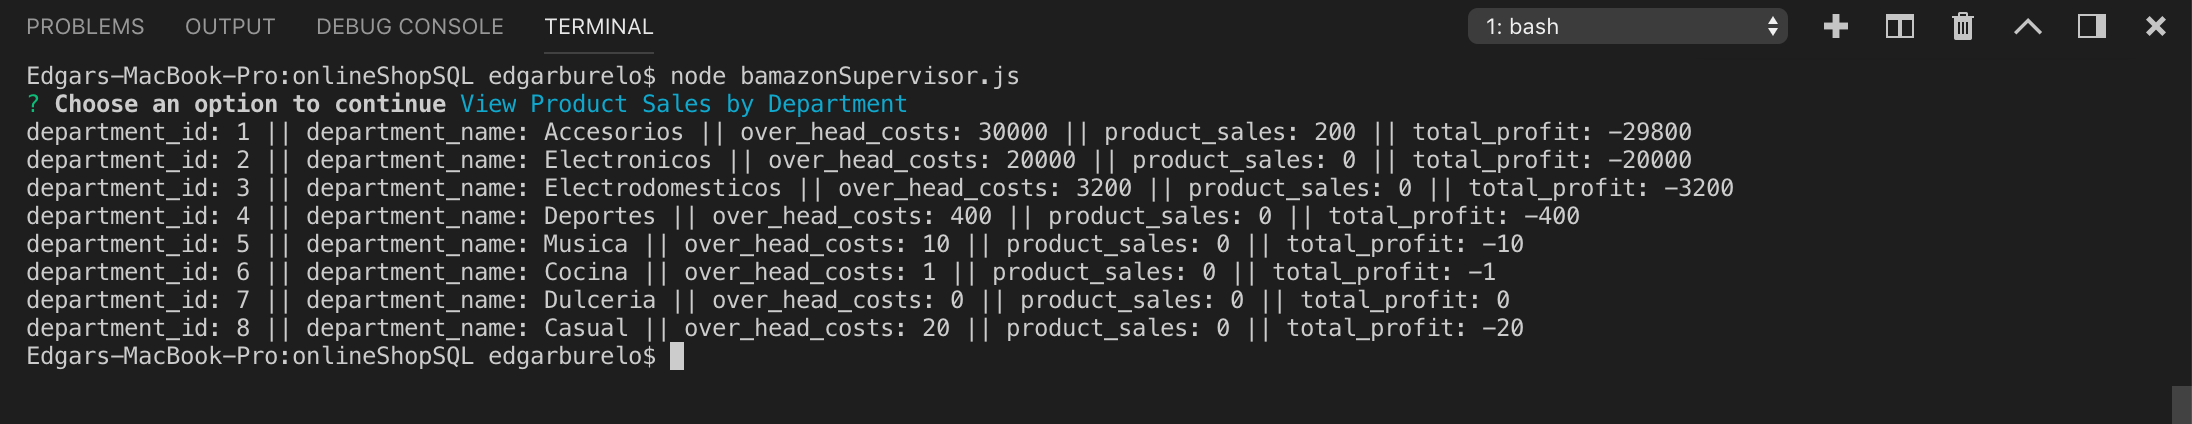 PROBLEMS OUTPUT DEBUG CONSOLE TERMINAL 1: bash
Edgars-MacBook-Pro:onlineShopSQL edgarburelo$ node bamazonSupervisor.js
? Choose an option to continue View Product Sales by Department
department_id: 1 || department_name: Accesorios || over_head_costs: 30000 || product_sales: 200 || total_profit: -29800
department_id: 2 || department_name: Electronicos || over_head_costs: 20000 || product_sales: 0 || total_profit: -20000
department_id: 3 || department_name: Electrodomesticos || over_head_costs: 3200 || product_sales: 0 || total_profit: -3200
department_id: 4 || department_name: Deportes || over_head_costs: 400 || product_sales: 0 || total_profit: -400
department_id: 5 || department_name: Musica || over_head_costs: 10 || product_sales: 0 || total_profit: -10
department_id: 6 || department_name: Cocina || over_head_costs: 1 || product_sales: 0 || total_profit: -1
department_id: 7 || department_name: Dulceria || over_head_costs: 0 || product_sales: 0 || total_profit: 0
department_id: 8 || department_name: Casual || over_head_costs: 20 || product_sales: 0 || total_profit: -20
Edgars-MacBook-Pro:onlineShopSQL edgarburelo$